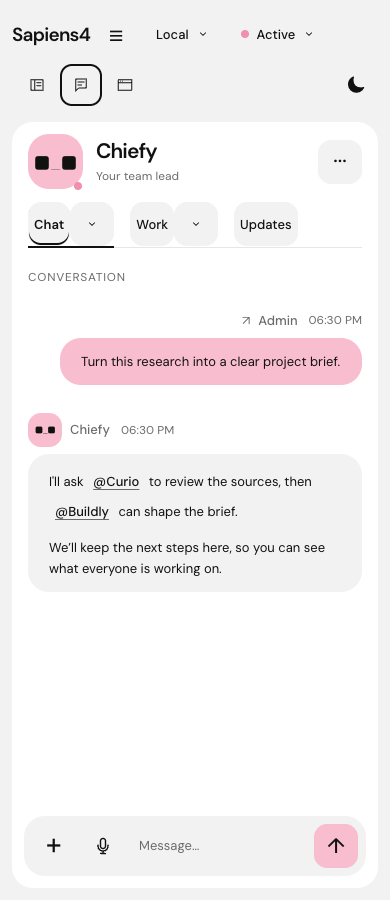 Sapiens4
Local
Active
Chiefy
Your team lead
Chat
Work
Updates
CONVERSATION
Admin 06:30 PM
Turn this research into a clear project brief.
Chiefy 06:30 PM
I'll ask @Curio to review the sources, then
@Buildly can shape the brief.
We’ll keep the next steps here, so you can see
what everyone is working on.
Message...